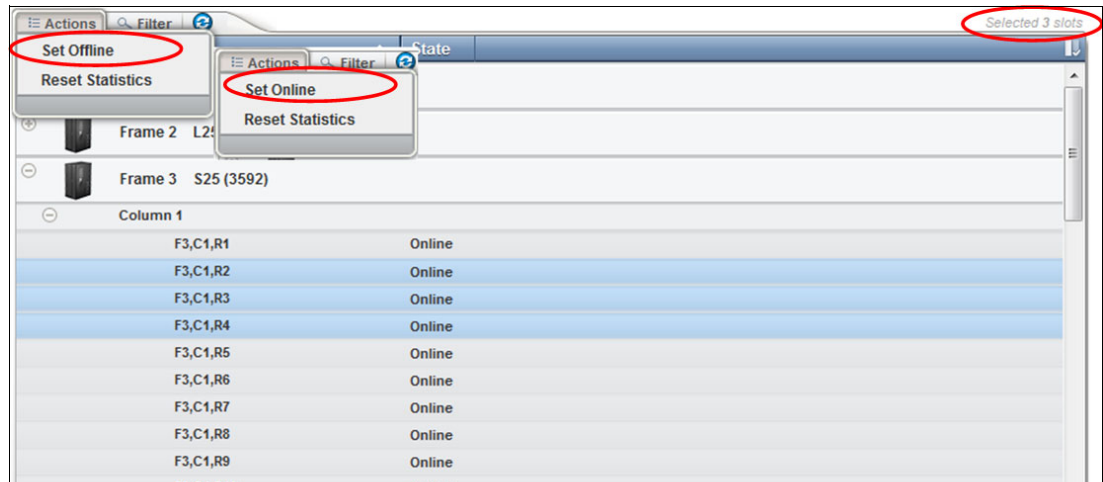 Actions Filter Selected 3 slots
Set Offline State
Reset Statistics Actions Filter
Set Online
Reset Statistics
Frame 2 L25
Frame 3 S25 (3592)
Column 1
F3,C1,R1 Online
F3,C1,R2 Online
F3,C1,R3 Online
F3,C1,R4 Online
F3,C1,R5 Online
F3,C1,R6 Online
F3,C1,R7 Online
F3,C1,R8 Online
F3,C1,R9 Online